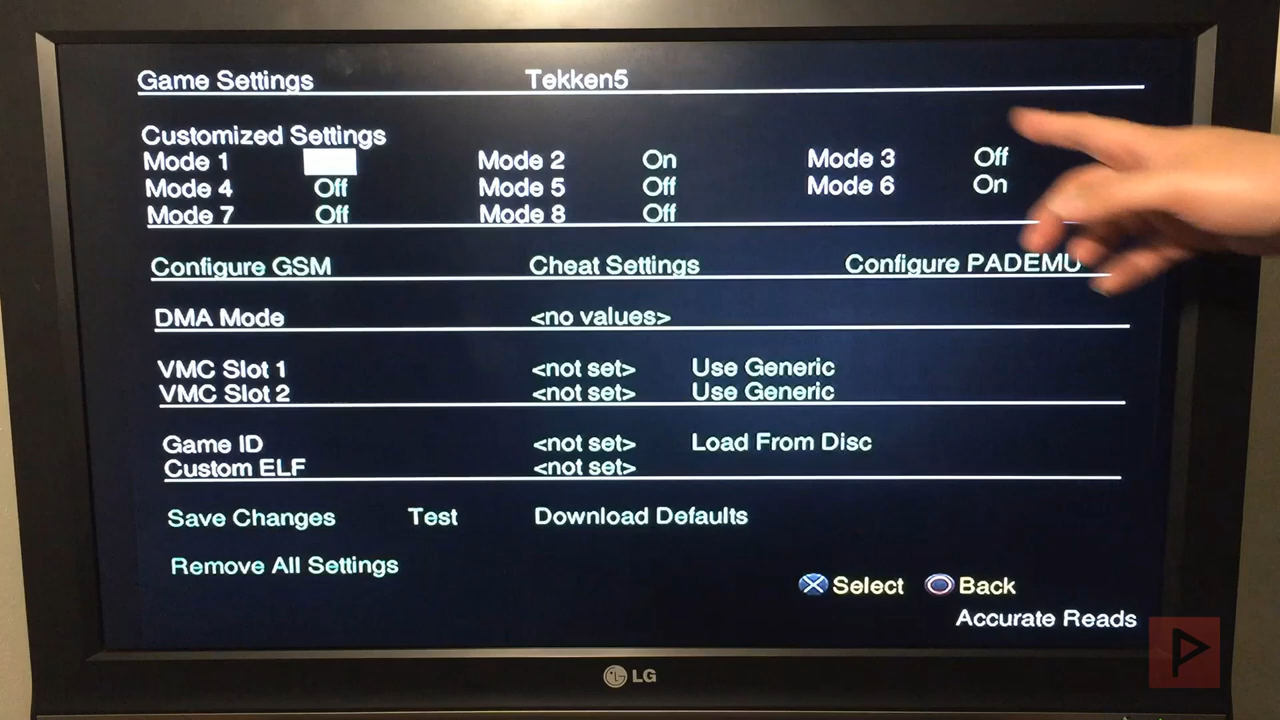 Game Settings Tekken5
Customized Settings
Mode 1 Mode 2 On Mode 3 Off
Mode 4 Off Mode 5 Off Mode 6 On
Mode 7 Off Mode 8 Off
Configure GSM Cheat Settings Configure PADEMU
DMA Mode <no values>
VMC Slot 1 <not set> Use Generic
VMC Slot 2 <not set> Use Generic
Game ID <not set> Load From Disc
Custom ELF <not set>
Save Changes Test Download Defaults
Remove All Settings
Select Back
Accurate Reads
LG